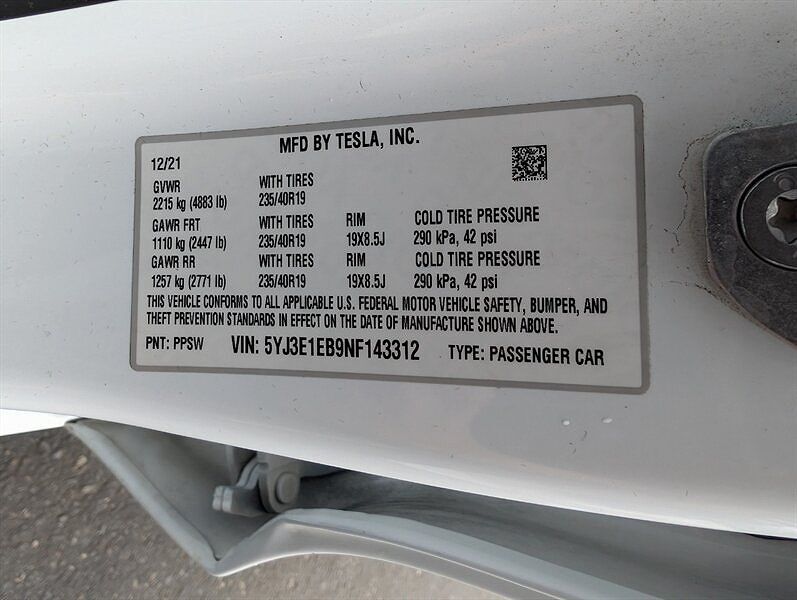 MFD BY TESLA, INC.
12/21
GVWR WITH TIRES
2215 kg (4883 lb) 235/40R19
GAWR FRT WITH TIRES RIM COLD TIRE PRESSURE
1110 kg (2447 lb) 235/40R19 19X8.5J 290 kPa, 42 psi
GAWR RR WITH TIRES RIM COLD TIRE PRESSURE
1257 kg (2771 lb) 235/40R19 19X8.5J 290 kPa, 42 psi
THIS VEHICLE CONFORMS TO ALL APPLICABLE U.S. FEDERAL MOTOR VEHICLE SAFETY, BUMPER, AND
THEFT PREVENTION STANDARDS IN EFFECT ON THE DATE OF MANUFACTURE SHOWN ABOVE.
PNT: PPSW VIN: 5YJ3E1EB9NF143312 TYPE: PASSENGER CAR